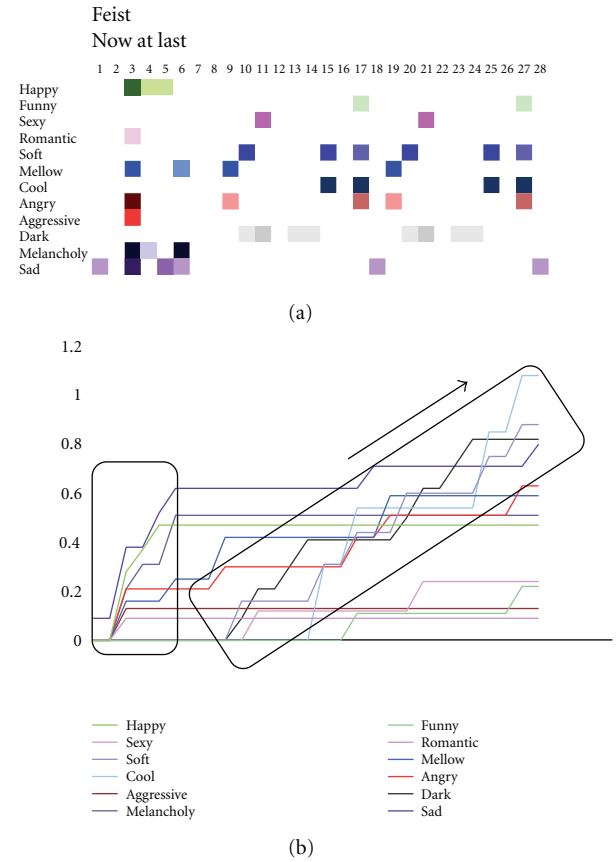 Feist
Now at last
1 2 3 4 5 6 7 8 9 10 11 12 13 14 15 16 17 18 19 20 21 22 23 24 25 26 27 28
Happy
Funny
Sexy
Romantic
Soft
Mellow
Cool
Angry
Aggressive
Dark
Melancholy
Sad
(a)
1.2
1
0.8
0.6
0.4
0.2
0
Happy Funny
Sexy Romantic
Soft Mellow
Cool Angry
Aggressive Dark
Melancholy Sad
(b)